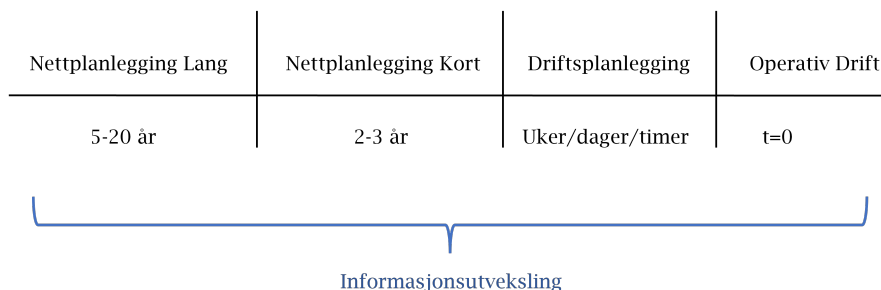 Nettplanlegging Lang Nettplanlegging Kort Driftsplanlegging Operativ Drift
5-20 år 2-3 år Uker/dager/timer t=0
Informasjonsutveksling